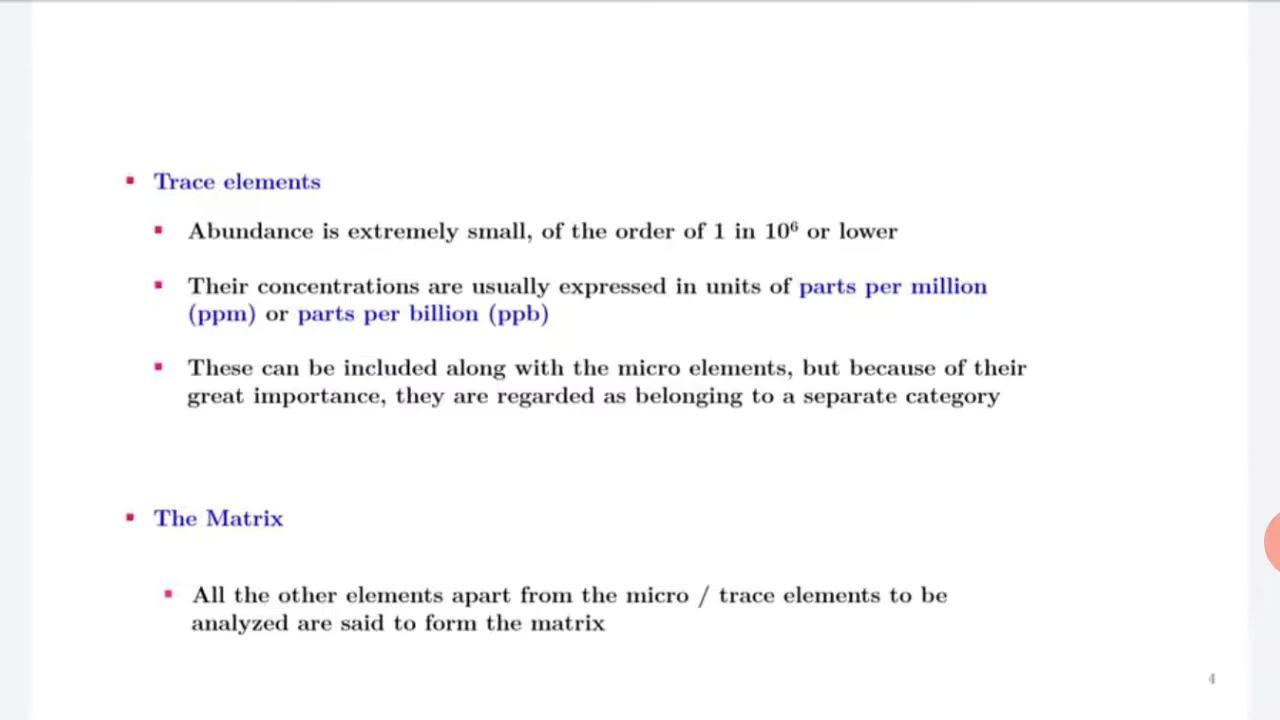 ▪ Trace elements
▪ Abundance is extremely small, of the order of 1 in 10⁶ or lower
▪ Their concentrations are usually expressed in units of parts per million
(ppm) or parts per billion (ppb)
▪ These can be included along with the micro elements, but because of their
great importance, they are regarded as belonging to a separate category
▪ The Matrix
▪ All the other elements apart from the micro / trace elements to be
analyzed are said to form the matrix
4